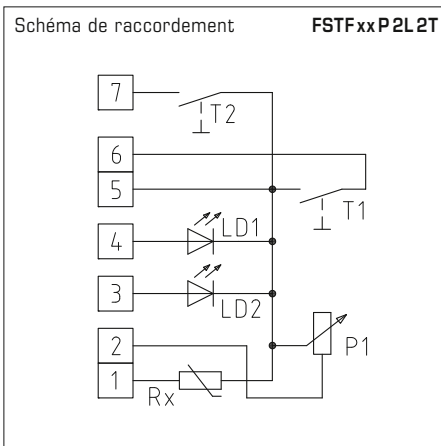 Schéma de raccordement FSTFxxP2L2T
7
T2
6
5
T1
4
LD1
3
LD2
2
P1
1
Rx